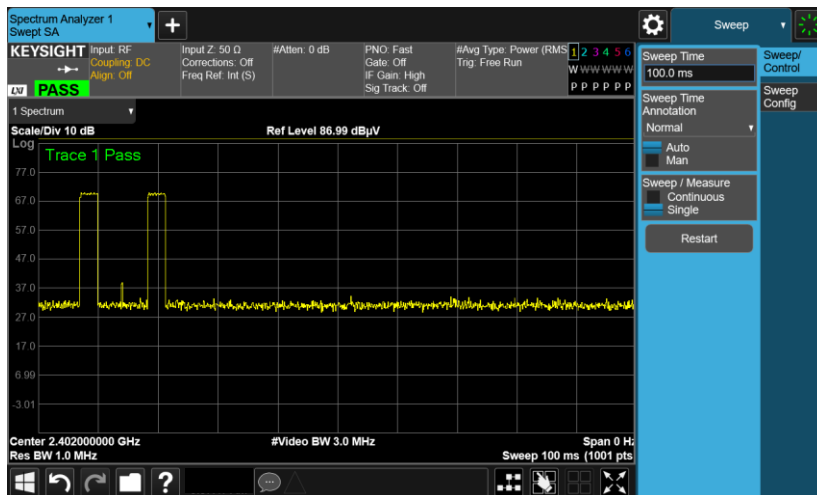 Spectrum Analyzer 1
Swept SA
Sweep
KEYSIGHT
Input: RF
Coupling: DC
Align: Off
Input Z: 50 Ω
Corrections: Off
Freq Ref: Int (S)
#Atten: 0 dB
PNO: Fast
Gate: Off
IF Gain: High
Sig Track: Off
#Avg Type: Power (RMS
Trig: Free Run
1 2 3 4 5 6
W W W W W W
P P P P P P
LXI PASS
1 Spectrum
Scale/Div 10 dB
Ref Level 86.99 dBµV
Log
Trace 1 Pass
77.0
67.0
57.0
47.0
37.0
27.0
17.0
6.99
-3.01
Center 2.402000000 GHz
#Video BW 3.0 MHz
Span 0 Hz
Res BW 1.0 MHz
Sweep 100 ms (1001 pts
Sweep Time
100.0 ms
Sweep Time
Annotation
Normal
Auto
Man
Sweep / Measure
Continuous
Single
Restart
Sweep/
Control
Sweep
Config
?